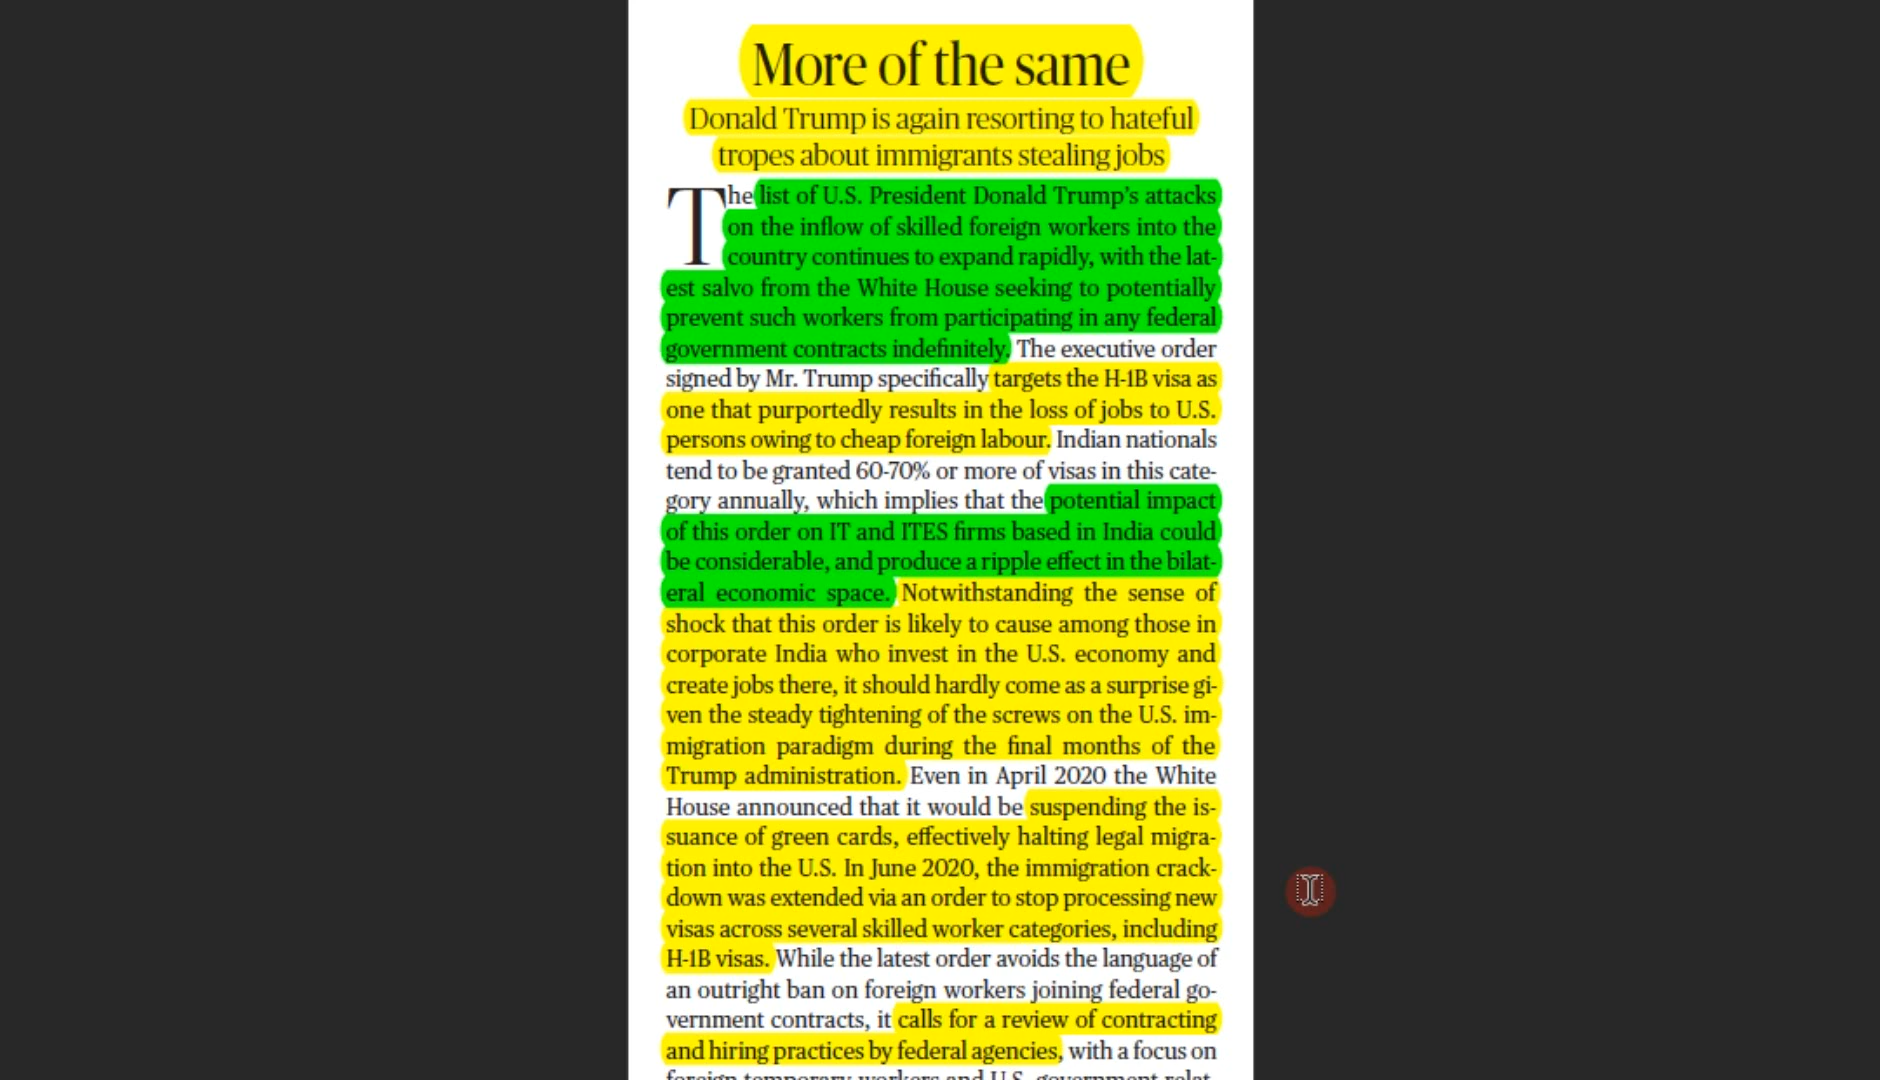 More of the same
Donald Trump is again resorting to hateful
tropes about immigrants stealing jobs
The list of U.S. President Donald Trump's attacks
on the inflow of skilled foreign workers into the
country continues to expand rapidly, with the lat-
est salvo from the White House seeking to potentially
prevent such workers from participating in any federal
government contracts indefinitely. The executive order
signed by Mr. Trump specifically targets the H-1B visa as
one that purportedly results in the loss of jobs to U.S.
persons owing to cheap foreign labour. Indian nationals
tend to be granted 60-70% or more of visas in this cate-
gory annually, which implies that the potential impact
of this order on IT and ITES firms based in India could
be considerable, and produce a ripple effect in the bilat-
eral economic space. Notwithstanding the sense of
shock that this order is likely to cause among those in
corporate India who invest in the U.S. economy and
create jobs there, it should hardly come as a surprise gi-
ven the steady tightening of the screws on the U.S. im-
migration paradigm during the final months of the
Trump administration. Even in April 2020 the White
House announced that it would be suspending the is-
suance of green cards, effectively halting legal migra-
tion into the U.S. In June 2020, the immigration crack-
down was extended via an order to stop processing new
visas across several skilled worker categories, including
H-1B visas. While the latest order avoids the language of
an outright ban on foreign workers joining federal go-
vernment contracts, it calls for a review of contracting
and hiring practices by federal agencies, with a focus on
foreign temporary workers and U.S. government relat-